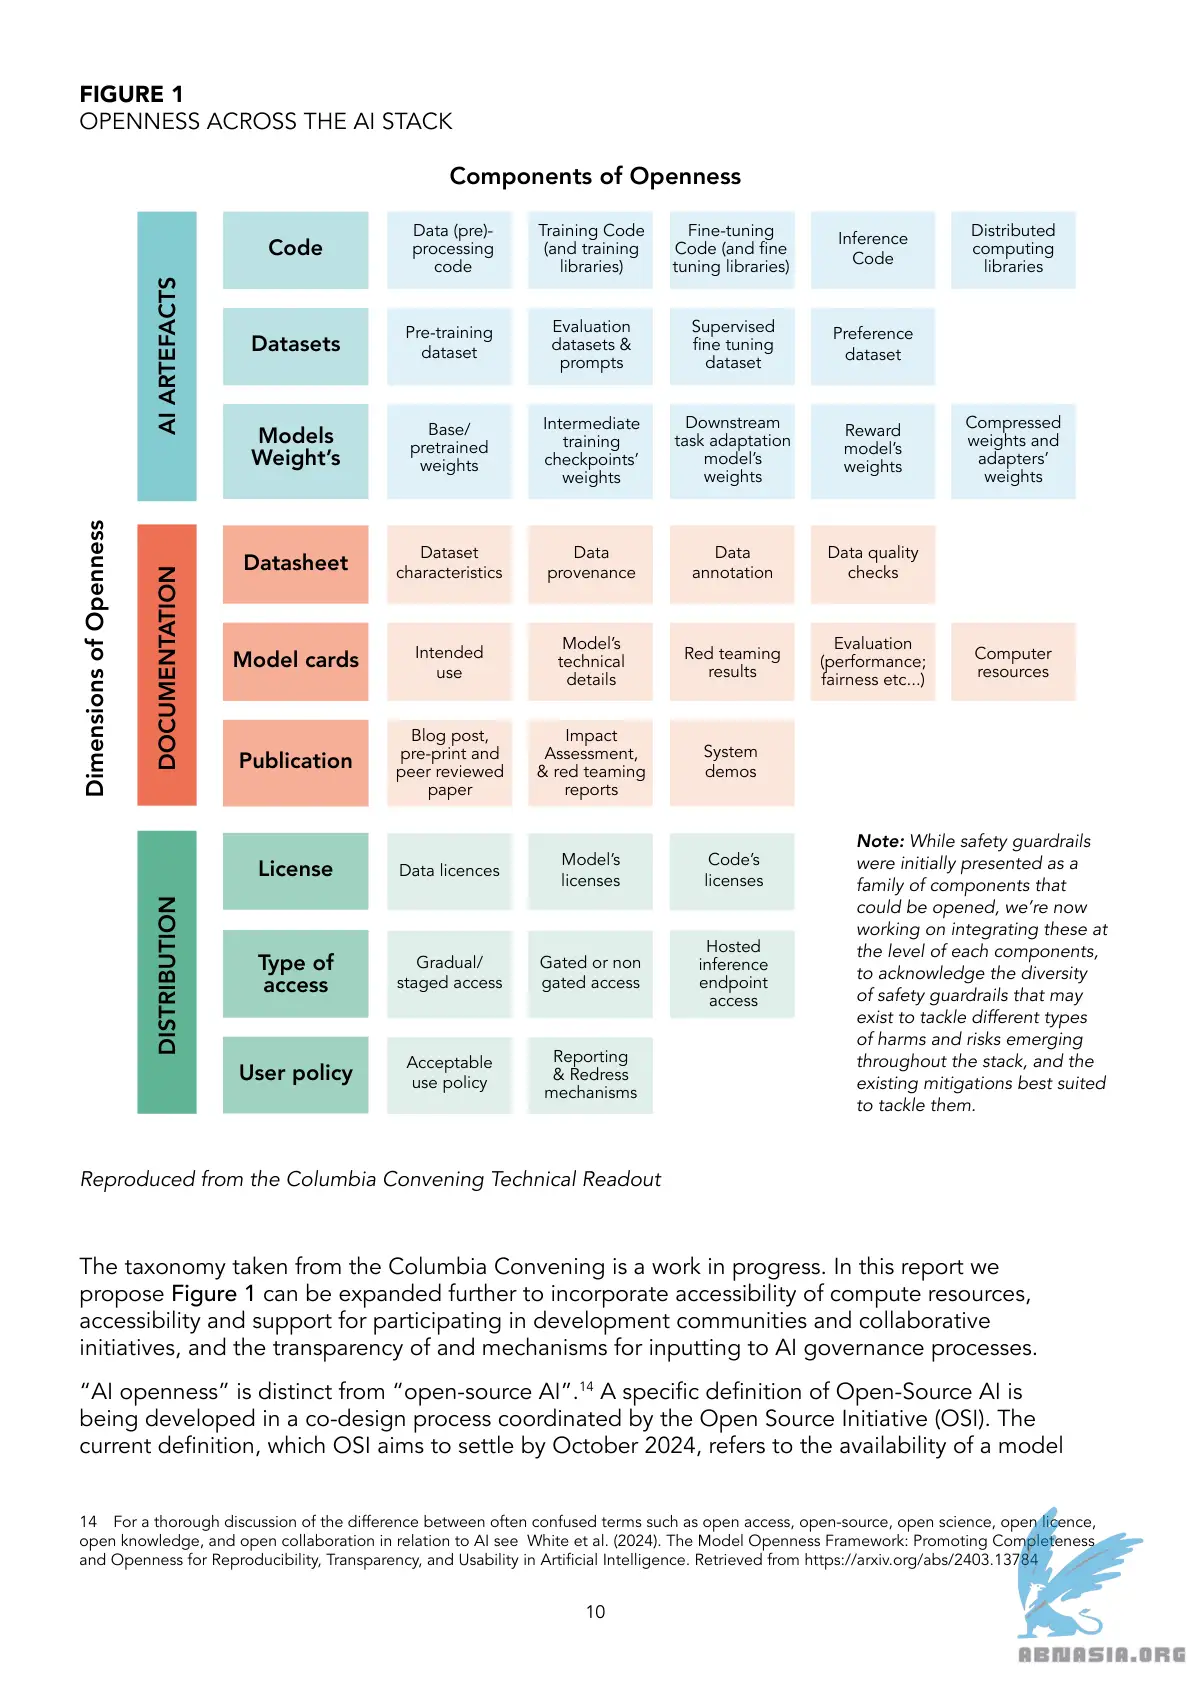 FIGURE 1
OPENNESS ACROSS THE AI STACK
Components of Openness
Dimensions of Openness
AI ARTEFACTS
Code
Data (pre)-
processing
code
Training Code
(and training
libraries)
Fine-tuning
Code (and fine
tuning libraries)
Inference
Code
Distributed
computing
libraries
Datasets
Pre-training
dataset
Evaluation
datasets &
prompts
Supervised
fine tuning
dataset
Preference
dataset
Models
Weight's
Base/
pretrained
weights
Intermediate
training
checkpoints'
weights
Downstream
task adaptation
model's
weights
Reward
model's
weights
Compressed
weights and
adapters'
weights
DOCUMENTATION
Datasheet
Dataset
characteristics
Data
provenance
Data
annotation
Data quality
checks
Model cards
Intended
use
Model's
technical
details
Red teaming
results
Evaluation
(performance;
fairness etc...)
Computer
resources
Publication
Blog post,
pre-print and
peer reviewed
paper
Impact
Assessment,
& red teaming
reports
System
demos
DISTRIBUTION
License
Data licences
Model's
licenses
Code's
licenses
Type of
access
Gradual/
staged access
Gated or non
gated access
Hosted
inference
endpoint
access
User policy
Acceptable
use policy
Reporting
& Redress
mechanisms
Note: While safety guardrails
were initially presented as a
family of components that
could be opened, we're now
working on integrating these at
the level of each components,
to acknowledge the diversity
of safety guardrails that may
exist to tackle different types
of harms and risks emerging
throughout the stack, and the
existing mitigations best suited
to tackle them.
Reproduced from the Columbia Convening Technical Readout
The taxonomy taken from the Columbia Convening is a work in progress. In this report we
propose Figure 1 can be expanded further to incorporate accessibility of compute resources,
accessibility and support for participating in development communities and collaborative
initiatives, and the transparency of and mechanisms for inputting to AI governance processes.
“AI openness” is distinct from “open-source AI”.14 A specific definition of Open-Source AI is
being developed in a co-design process coordinated by the Open Source Initiative (OSI). The
current definition, which OSI aims to settle by October 2024, refers to the availability of a model
14 For a thorough discussion of the difference between often confused terms such as open access, open-source, open science, open licence,
open knowledge, and open collaboration in relation to AI see White et al. (2024). The Model Openness Framework: Promoting Completeness
and Openness for Reproducibility, Transparency, and Usability in Artificial Intelligence. Retrieved from https://arxiv.org/abs/2403.13784
10
ABNASIA.ORG